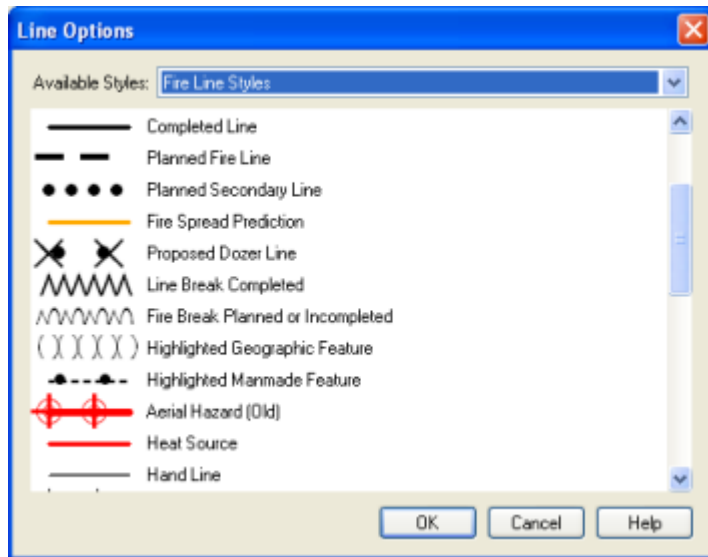 Line Options
Available Styles: Fire Line Styles
Completed Line
Planned Fire Line
Planned Secondary Line
Fire Spread Prediction
Proposed Dozer Line
Line Break Completed
Fire Break Planned or Incompleted
Highlighted Geographic Feature
Highlighted Manmade Feature
Aerial Hazard (Old)
Heat Source
Hand Line
OK Cancel Help